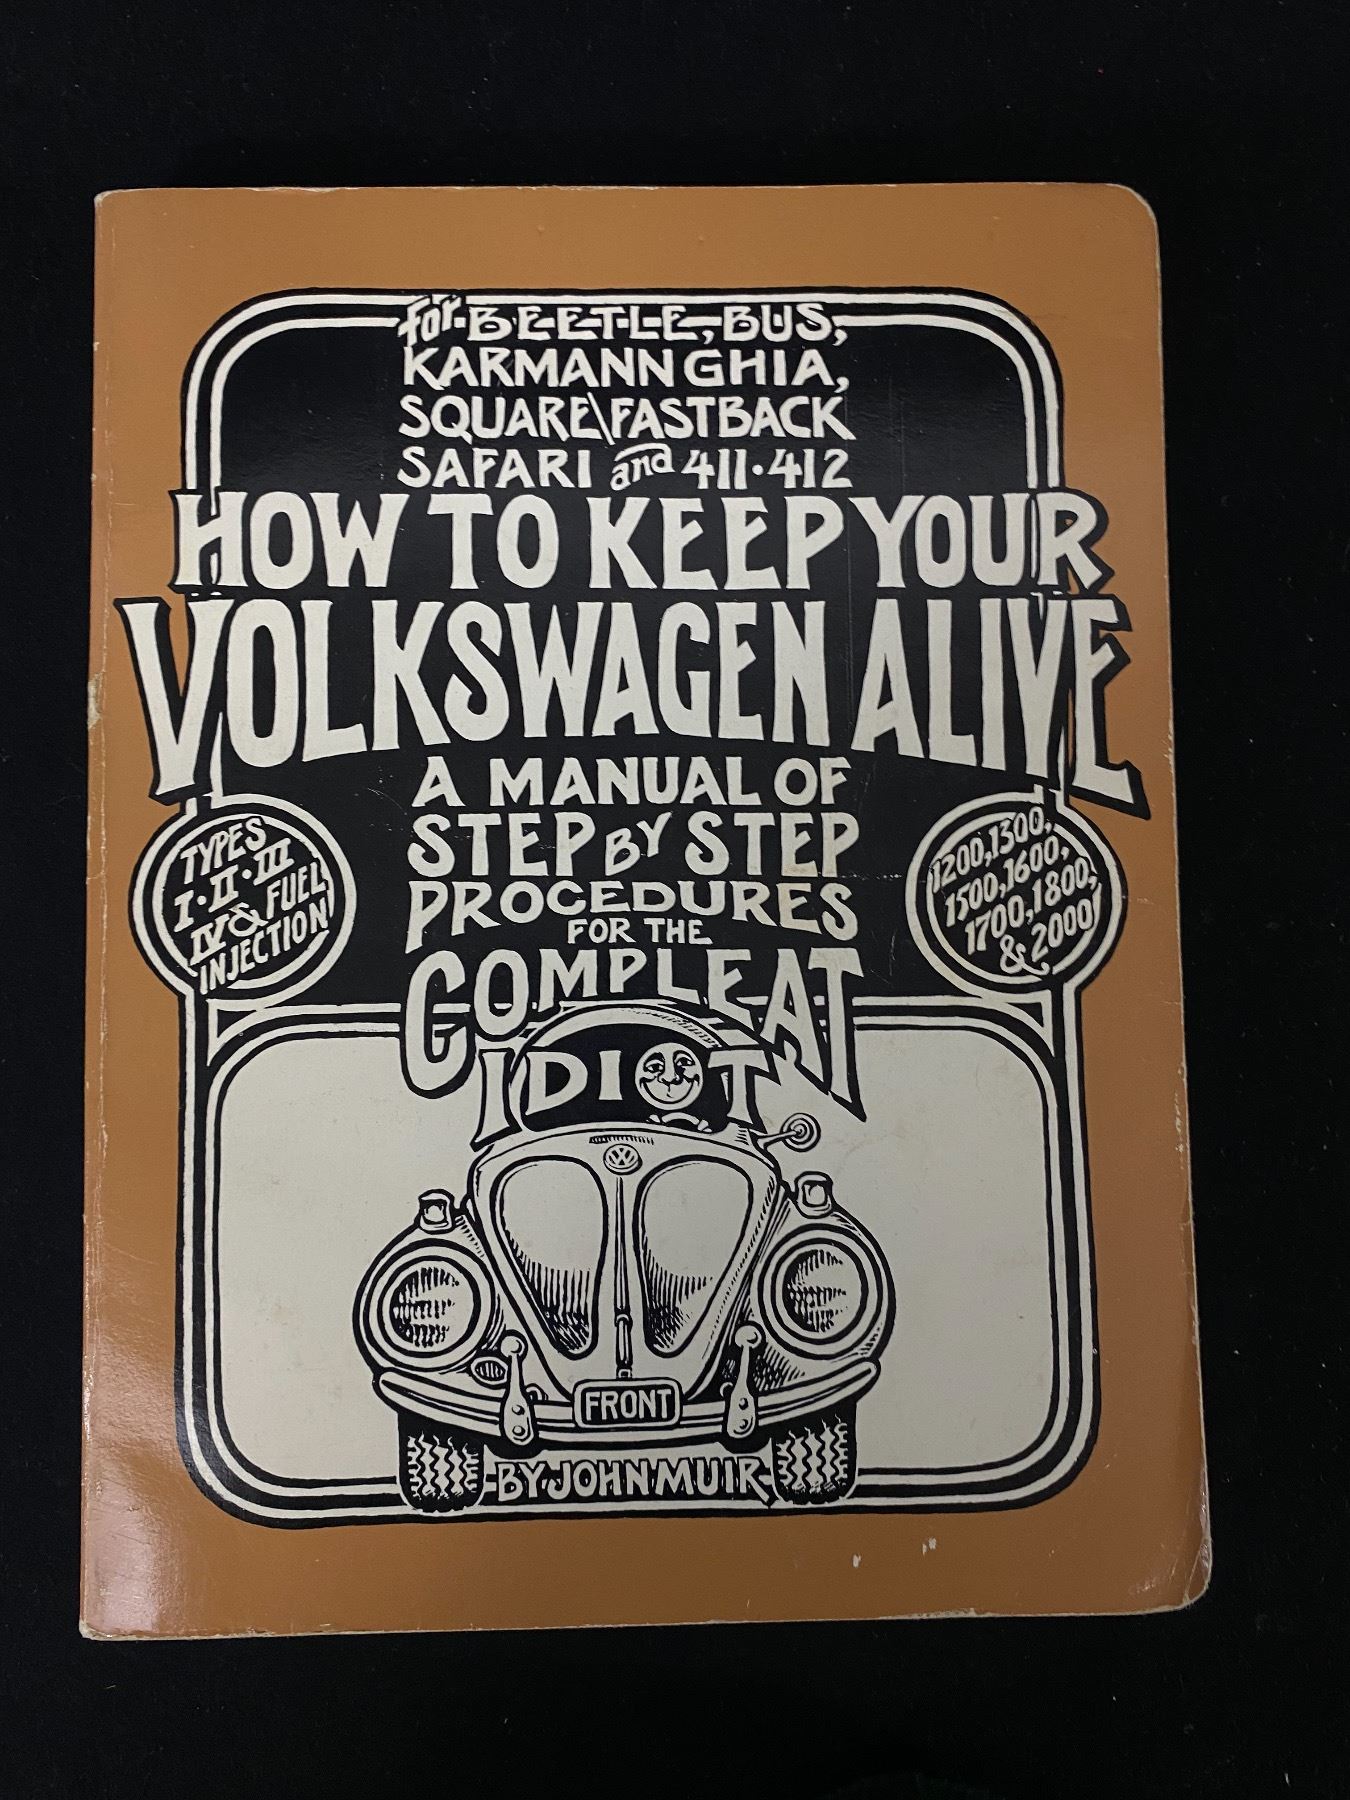 for BEETLE, BUS,
KARMANN GHIA,
SQUARE\FASTBACK
SAFARI and 411·412
HOW TO KEEP YOUR
VOLKSWAGEN ALIVE
A MANUAL OF
STEP BY STEP
PROCEDURES
FOR THE
COMPLEAT
IDIOT
TYPES
I·II·III
IV & FUEL
INJECTION
1200, 1300,
1500, 1600,
1700, 1800,
& 2000
FRONT
BY·JOHN·MUIR